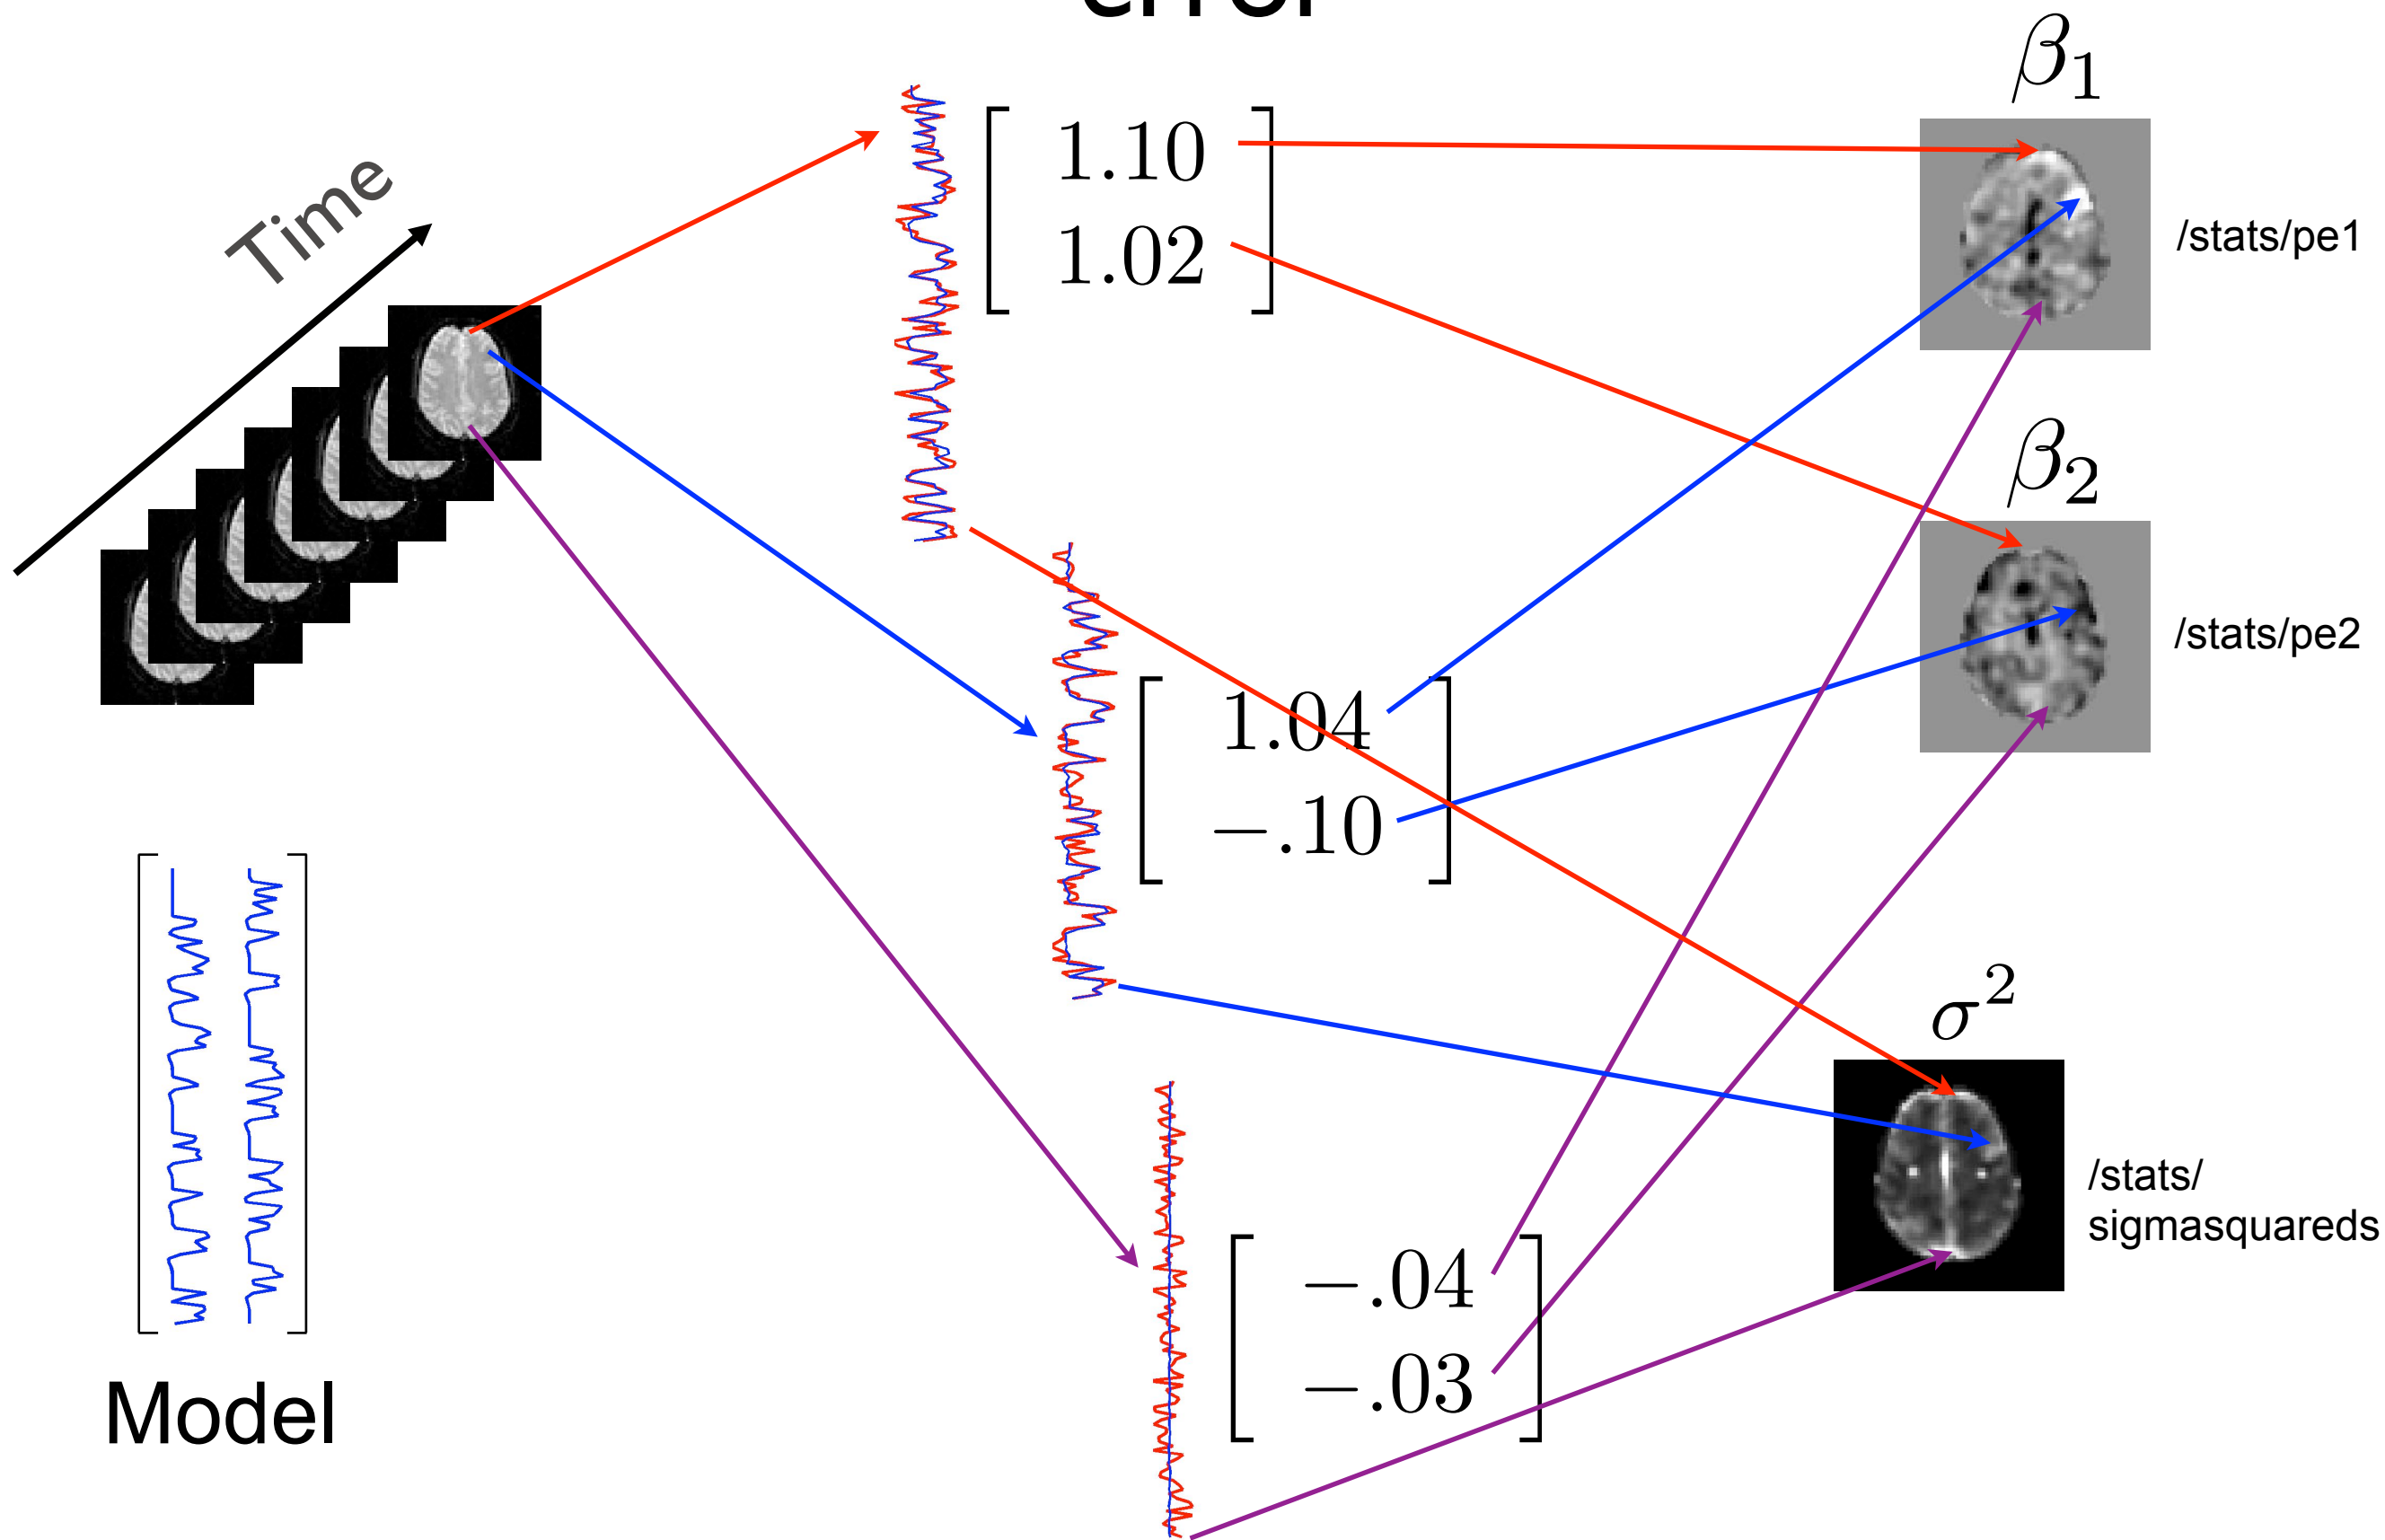 error
Time
1.10
1.02
β1
/stats/pe1
β2
/stats/pe2
1.04
−.10
σ2
/stats/
sigmasquareds
−.04
−.03
Model